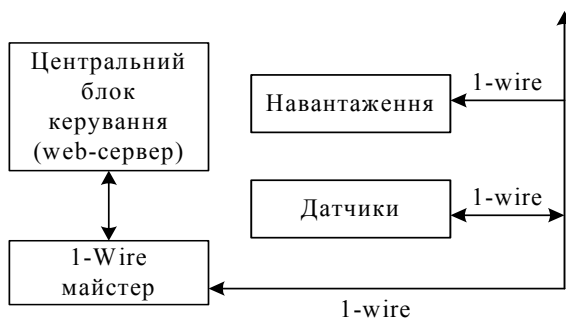 Центральний
блок
керування
(web-сервер)
1-wire
Навантаження
1-wire
Датчики
1-Wire
майстер
1-wire